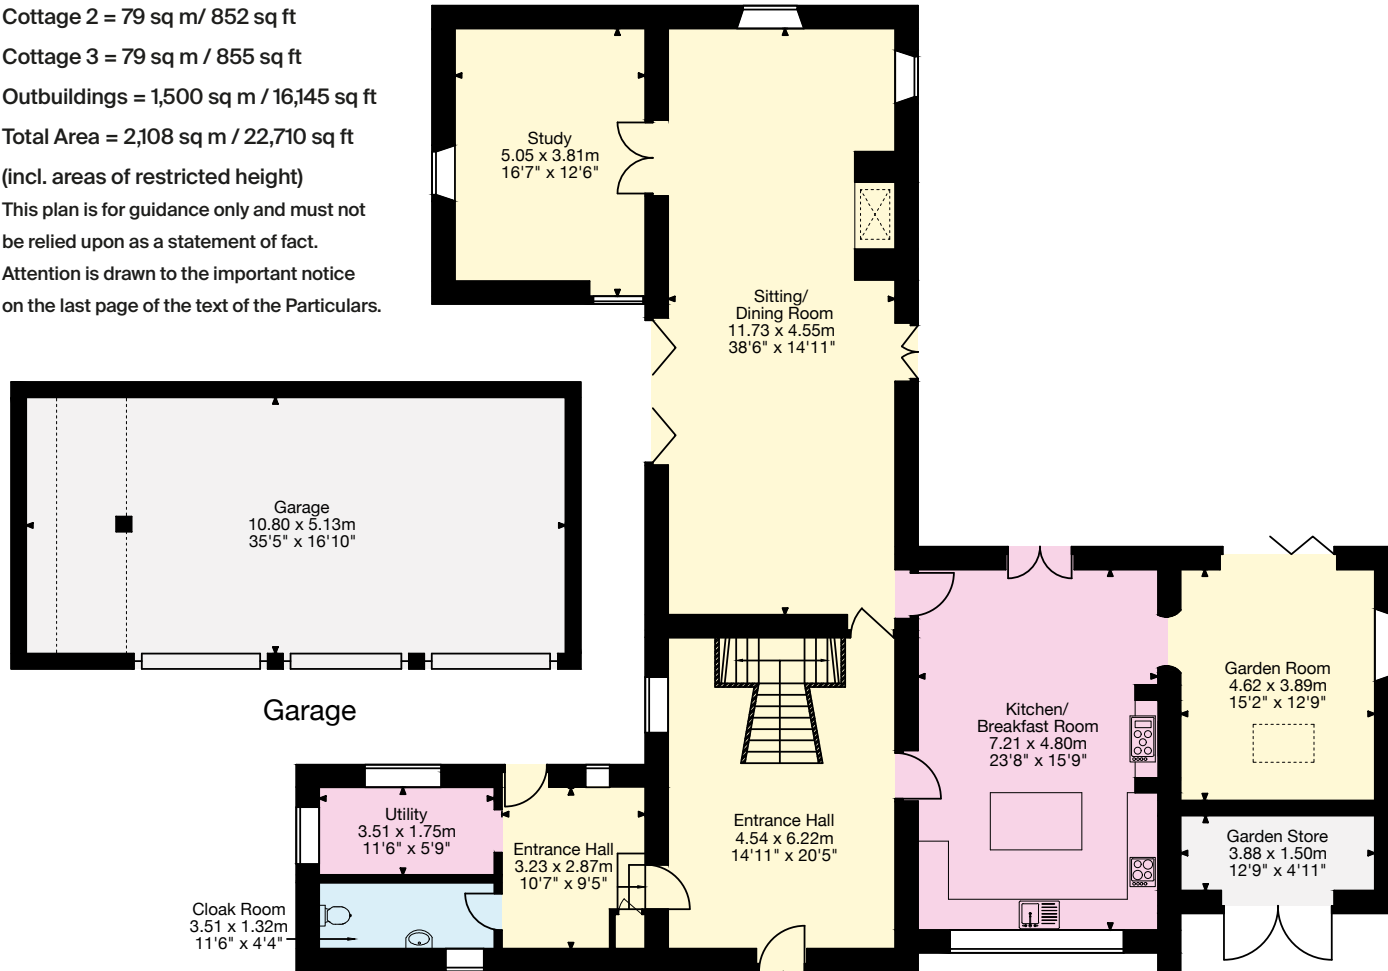 Cottage 2 = 79 sq m/ 852 sq ft
Cottage 3 = 79 sq m / 855 sq ft
Outbuildings = 1,500 sq m / 16,145 sq ft
Total Area = 2,108 sq m / 22,710 sq ft
(incl. areas of restricted height)
This plan is for guidance only and must not
be relied upon as a statement of fact.
Attention is drawn to the important notice
on the last page of the text of the Particulars.
Study
5.05 x 3.81m
16'7" x 12'6"
Sitting/
Dining Room
11.73 x 4.55m
38'6" x 14'11"
Garage
10.80 x 5.13m
35'5" x 16'10"
Garage
Garden Room
4.62 x 3.89m
15'2" x 12'9"
Kitchen/
Breakfast Room
7.21 x 4.80m
23'8" x 15'9"
Utility
3.51 x 1.75m
11'6" x 5'9"
Entrance Hall
3.23 x 2.87m
10'7" x 9'5"
Entrance Hall
4.54 x 6.22m
14'11" x 20'5"
Garden Store
3.88 x 1.50m
12'9" x 4'11"
Cloak Room
3.51 x 1.32m
11'6" x 4'4"